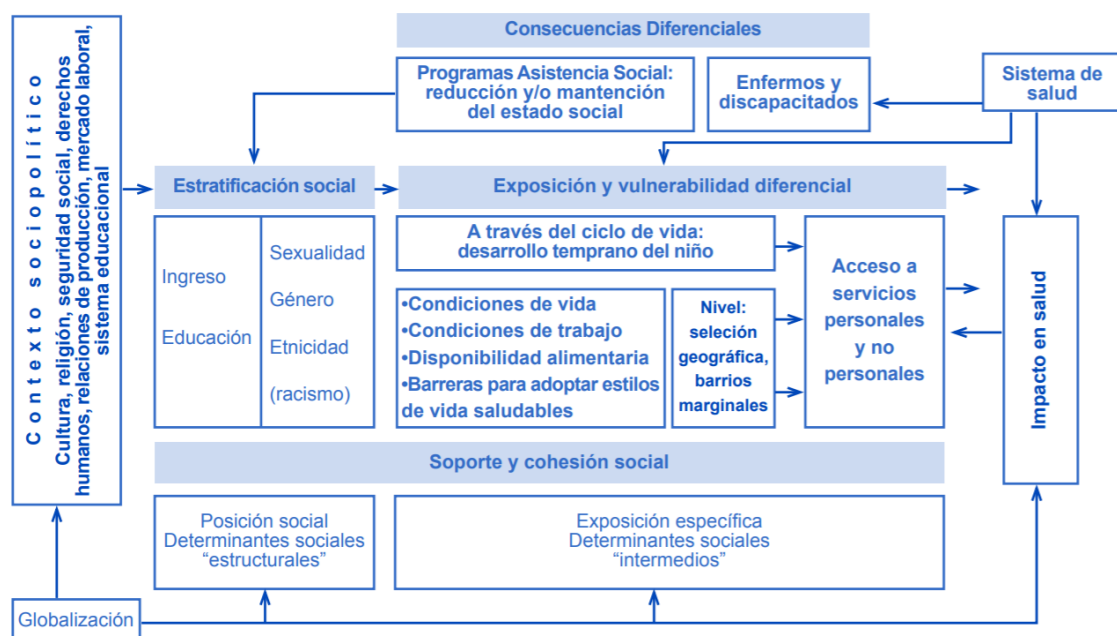 Consecuencias Diferenciales
Programas Asistencia Social:
reducción y/o mantención
del estado social
Enfermos y
discapacitados
Sistema de
salud
Contexto sociopolítico
Cultura, religión, seguridad social, derechos
humanos, relaciones de producción, mercado laboral,
sistema educacional
Estratificación social
Exposición y vulnerabilidad diferencial
Ingreso
Educación
Sexualidad
Género
Etnicidad
(racismo)
A través del ciclo de vida:
desarrollo temprano del niño
•Condiciones de vida
•Condiciones de trabajo
•Disponibilidad alimentaria
•Barreras para adoptar estilos
de vida saludables
Nivel:
seleción
geográfica,
barrios
marginales
Acceso a
servicios
personales
y no
personales
Impacto en salud
Soporte y cohesión social
Posición social
Determinantes sociales
“estructurales”
Exposición específica
Determinantes sociales
“intermedios”
Globalización